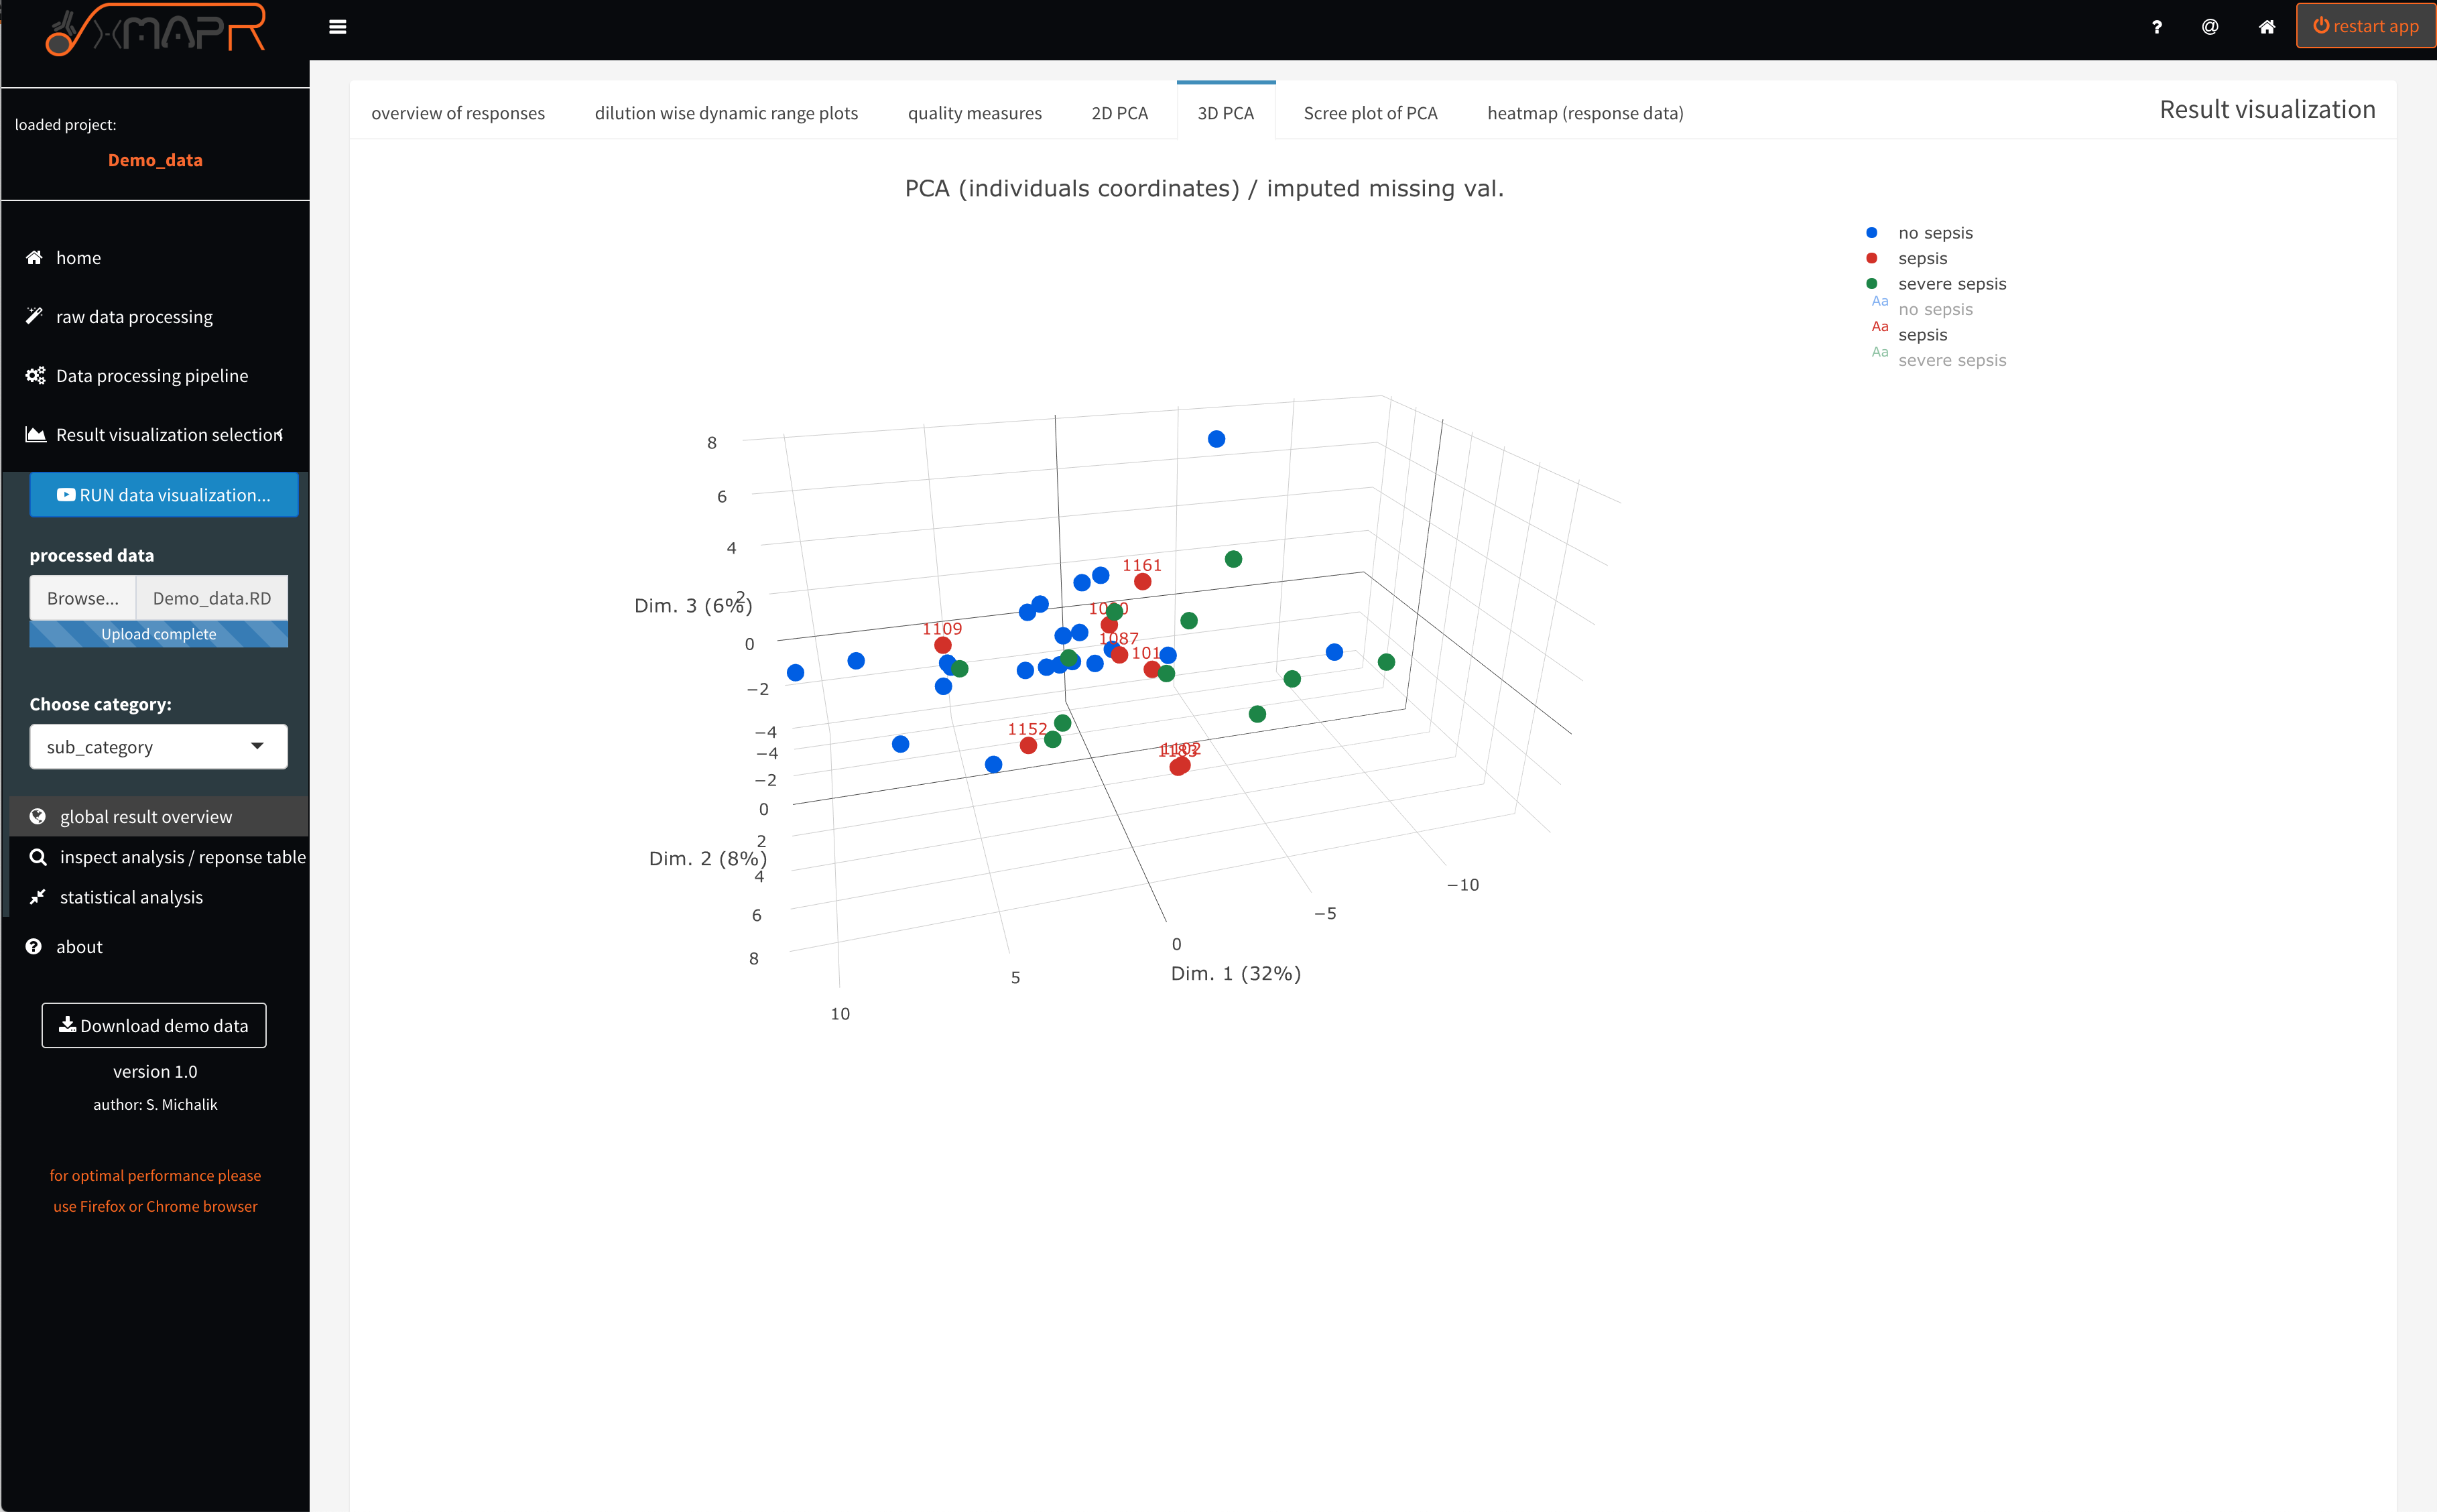 XMAPR
? @ restart app
loaded project:
Demo_data
home
raw data processing
Data processing pipeline
Result visualization selection
RUN data visualization...
processed data
Browse... Demo_data.RD
Upload complete
Choose category:
sub_category
global result overview
inspect analysis / reponse table
statistical analysis
about
Download demo data
version 1.0
author: S. Michalik
for optimal performance please
use Firefox or Chrome browser
overview of responses dilution wise dynamic range plots quality measures 2D PCA 3D PCA Scree plot of PCA heatmap (response data) Result visualization
PCA (individuals coordinates) / imputed missing val.
no sepsis
sepsis
severe sepsis
Aa no sepsis
Aa sepsis
Aa severe sepsis
8
6
4
2
Dim. 3 (6%)
0
−2
−4
−4
−2
0
2
Dim. 2 (8%)
4
6
8
1161
1109
1087
101
1152
−10
−5
0
Dim. 1 (32%)
5
10